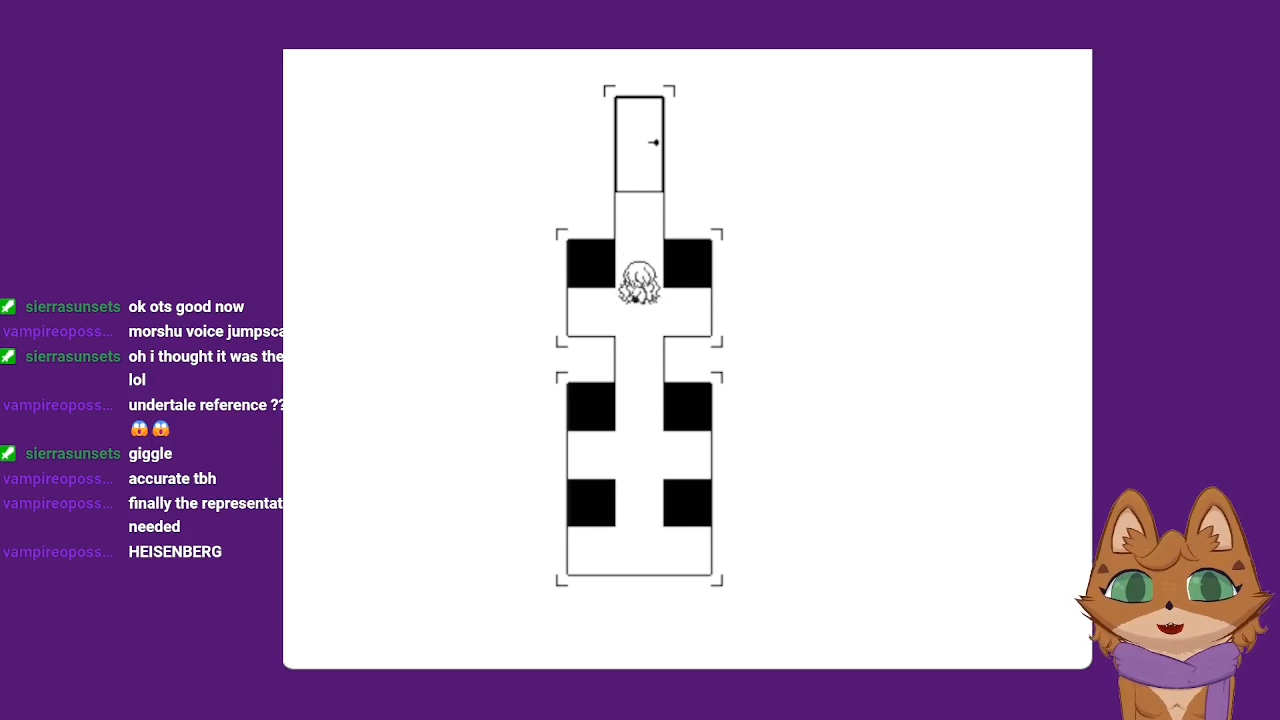 sierrasunsets ok ots good now
vampireoposs... morshu voice jumpsca
sierrasunsets oh i thought it was the
lol
vampireoposs... undertale reference ??
😱 😱
sierrasunsets giggle
vampireoposs... accurate tbh
vampireoposs... finally the representat
needed
vampireoposs... HEISENBERG